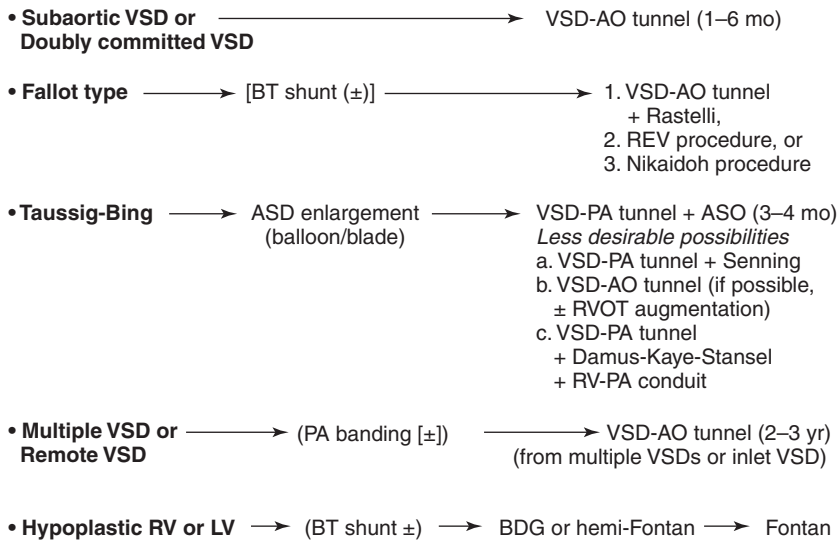 • Subaortic VSD or VSD-AO tunnel (1–6 mo)
Doubly committed VSD
• Fallot type [BT shunt (±)] 1. VSD-AO tunnel
+ Rastelli,
2. REV procedure, or
3. Nikaidoh procedure
• Taussig-Bing ASD enlargement VSD-PA tunnel + ASO (3–4 mo)
(balloon/blade) Less desirable possibilities
a. VSD-PA tunnel + Senning
b. VSD-AO tunnel (if possible,
± RVOT augmentation)
c. VSD-PA tunnel
+ Damus-Kaye-Stansel
+ RV-PA conduit
• Multiple VSD or (PA banding [±]) VSD-AO tunnel (2–3 yr)
Remote VSD (from multiple VSDs or inlet VSD)
• Hypoplastic RV or LV (BT shunt ±) BDG or hemi-Fontan Fontan